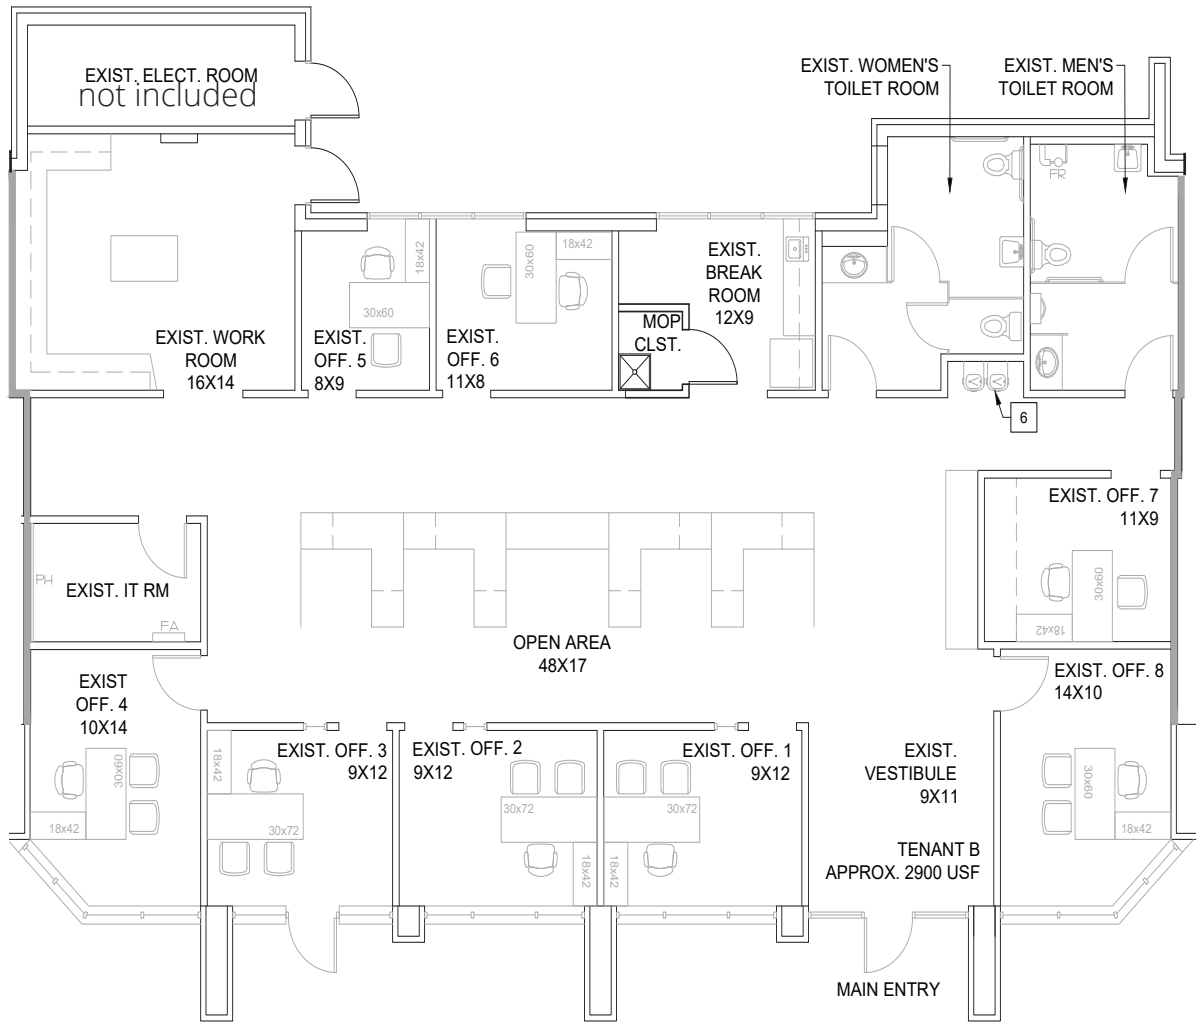 EXIST. ELECT. ROOM
not included
EXIST. WOMEN'S
TOILET ROOM
EXIST. MEN'S
TOILET ROOM
FR
EXIST. WORK
ROOM
16X14
18x42
30x60
EXIST.
OFF. 5
8X9
18x42
30x60
EXIST.
OFF. 6
11X8
EXIST.
BREAK
ROOM
12X9
MOP
CLST.
6
EXIST. OFF. 7
11X9
30x60
18x42
PH
EXIST. IT RM
FA
OPEN AREA
48X17
EXIST
OFF. 4
10X14
30x60
18x42
EXIST. OFF. 8
14X10
30x60
18x42
EXIST. OFF. 3
9X12
18x42
30x72
EXIST. OFF. 2
9X12
30x72
18x42
EXIST. OFF. 1
9X12
30x72
18x42
EXIST.
VESTIBULE
9X11
TENANT B
APPROX. 2900 USF
MAIN ENTRY